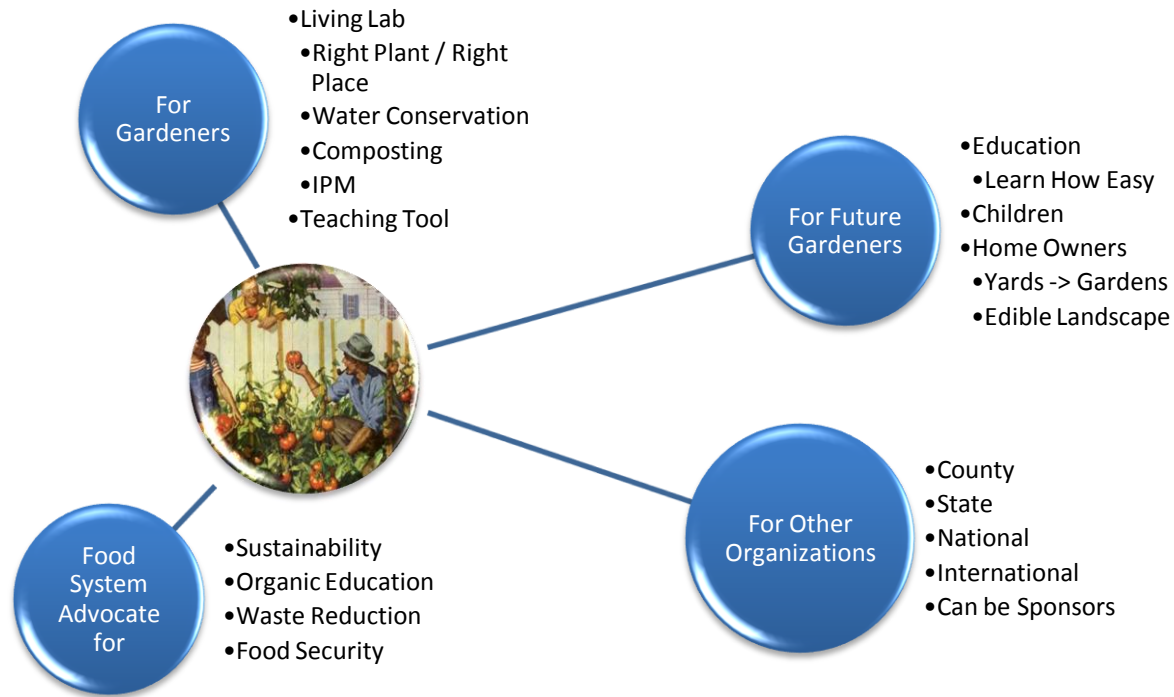 For
Gardeners
•Living Lab
•Right Plant / Right
Place
•Water Conservation
•Composting
•IPM
•Teaching Tool
For Future
Gardeners
•Education
•Learn How Easy
•Children
•Home Owners
•Yards -> Gardens
•Edible Landscape
Food
System
Advocate
for
•Sustainability
•Organic Education
•Waste Reduction
•Food Security
For Other
Organizations
•County
•State
•National
•International
•Can be Sponsors